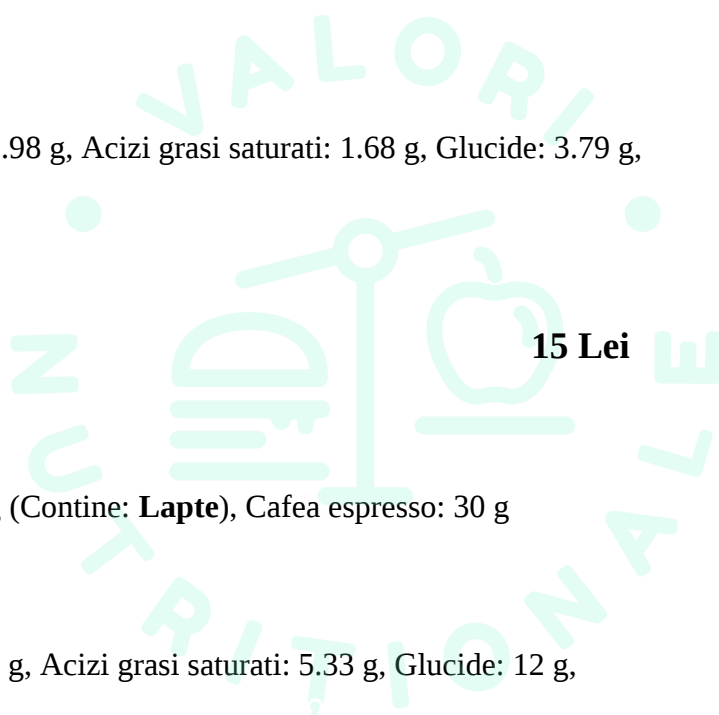 VALORI
.98 g, Acizi grasi saturati: 1.68 g, Glucide: 3.79 g,
15 Lei
(Contine: Lapte), Cafea espresso: 30 g
g, Acizi grasi saturati: 5.33 g, Glucide: 12 g,
NUTRIȚIONALE